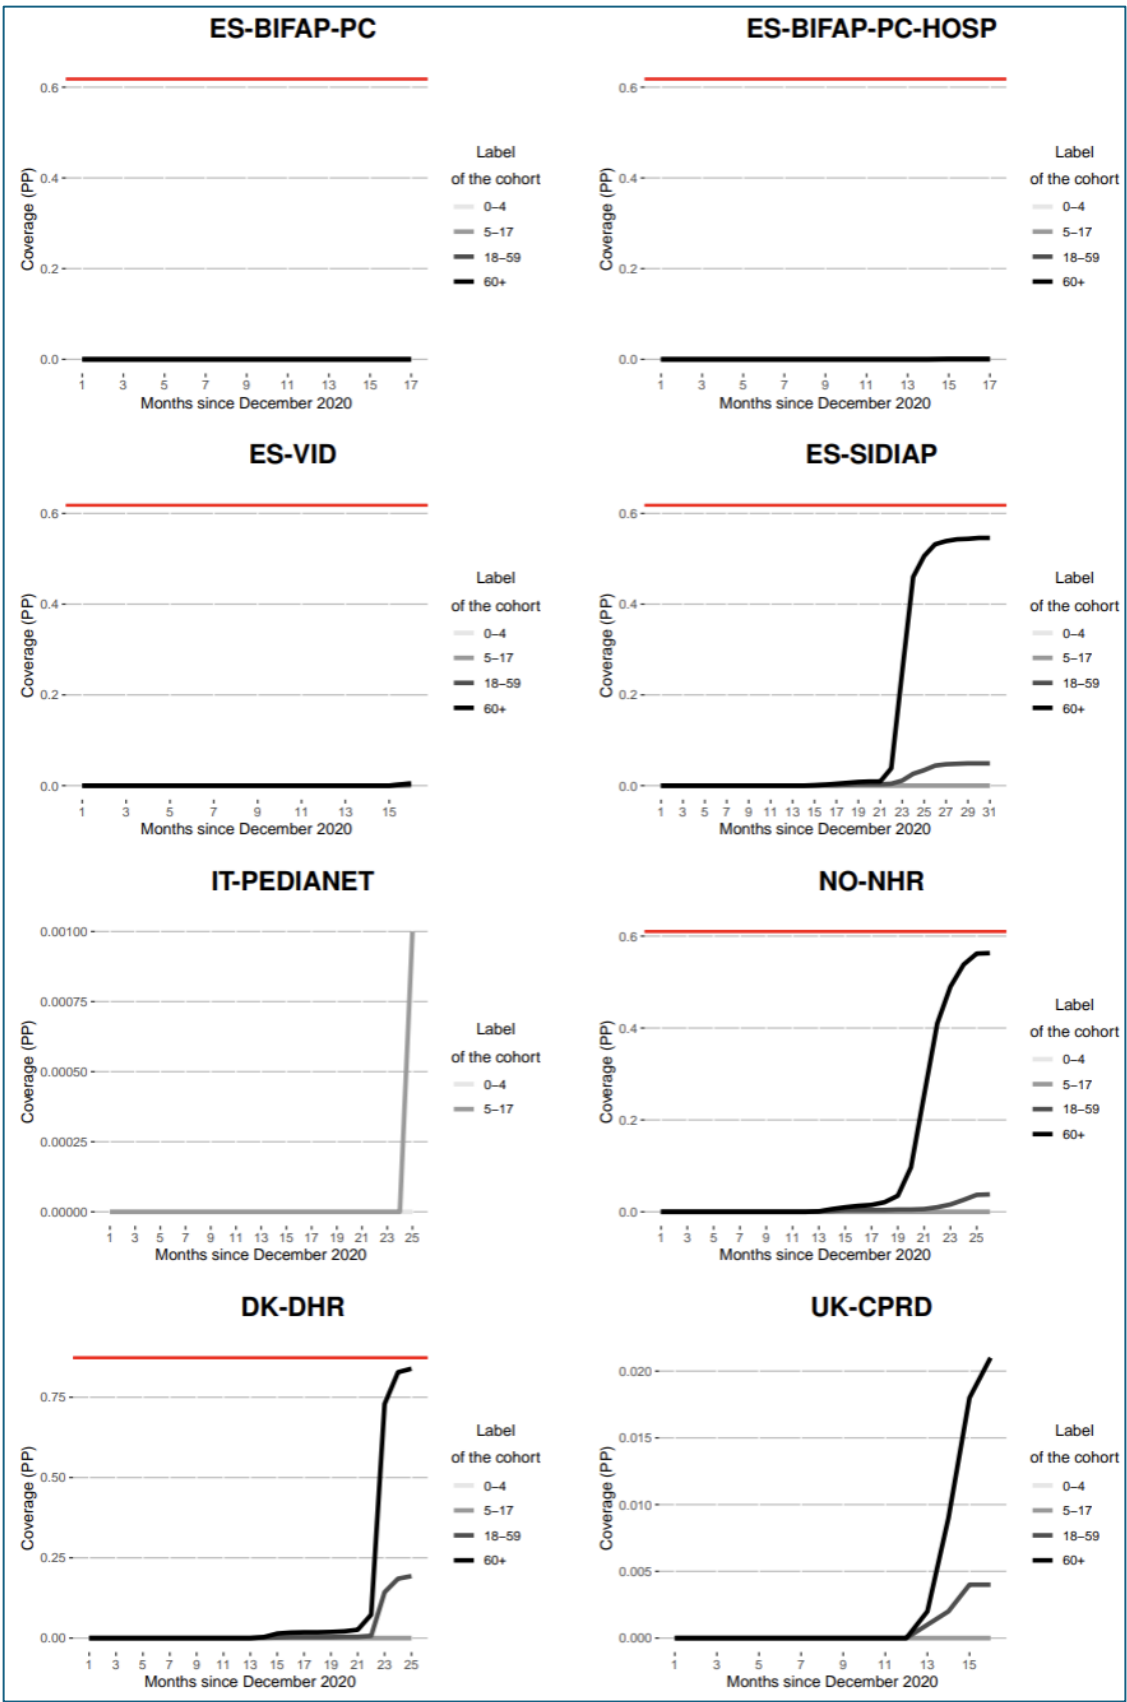 ES-BIFAP-PC
0.6
0.4
0.2
0.0
Coverage (PP)
1 3 5 7 9 11 13 15 17
Months since December 2020
Label
of the cohort
0–4
5–17
18–59
60+
ES-BIFAP-PC-HOSP
0.6
0.4
0.2
0.0
Coverage (PP)
1 3 5 7 9 11 13 15 17
Months since December 2020
Label
of the cohort
0–4
5–17
18–59
60+
ES-VID
0.6
0.4
0.2
0.0
Coverage (PP)
1 3 5 7 9 11 13 15
Months since December 2020
Label
of the cohort
0–4
5–17
18–59
60+
ES-SIDIAP
0.6
0.4
0.2
0.0
Coverage (PP)
1 3 5 7 9 11 13 15 17 19 21 23 25 27 29 31
Months since December 2020
Label
of the cohort
0–4
5–17
18–59
60+
IT-PEDIANET
0.00100
0.00075
0.00050
0.00025
0.00000
Coverage (PP)
1 3 5 7 9 11 13 15 17 19 21 23 25
Months since December 2020
Label
of the cohort
0–4
5–17
NO-NHR
0.6
0.4
0.2
0.0
Coverage (PP)
1 3 5 7 9 11 13 15 17 19 21 23 25
Months since December 2020
Label
of the cohort
0–4
5–17
18–59
60+
DK-DHR
0.75
0.50
0.25
0.00
Coverage (PP)
1 3 5 7 9 11 13 15 17 19 21 23 25
Months since December 2020
Label
of the cohort
0–4
5–17
18–59
60+
UK-CPRD
0.020
0.015
0.010
0.005
0.000
Coverage (PP)
1 3 5 7 9 11 13 15
Months since December 2020
Label
of the cohort
0–4
5–17
18–59
60+